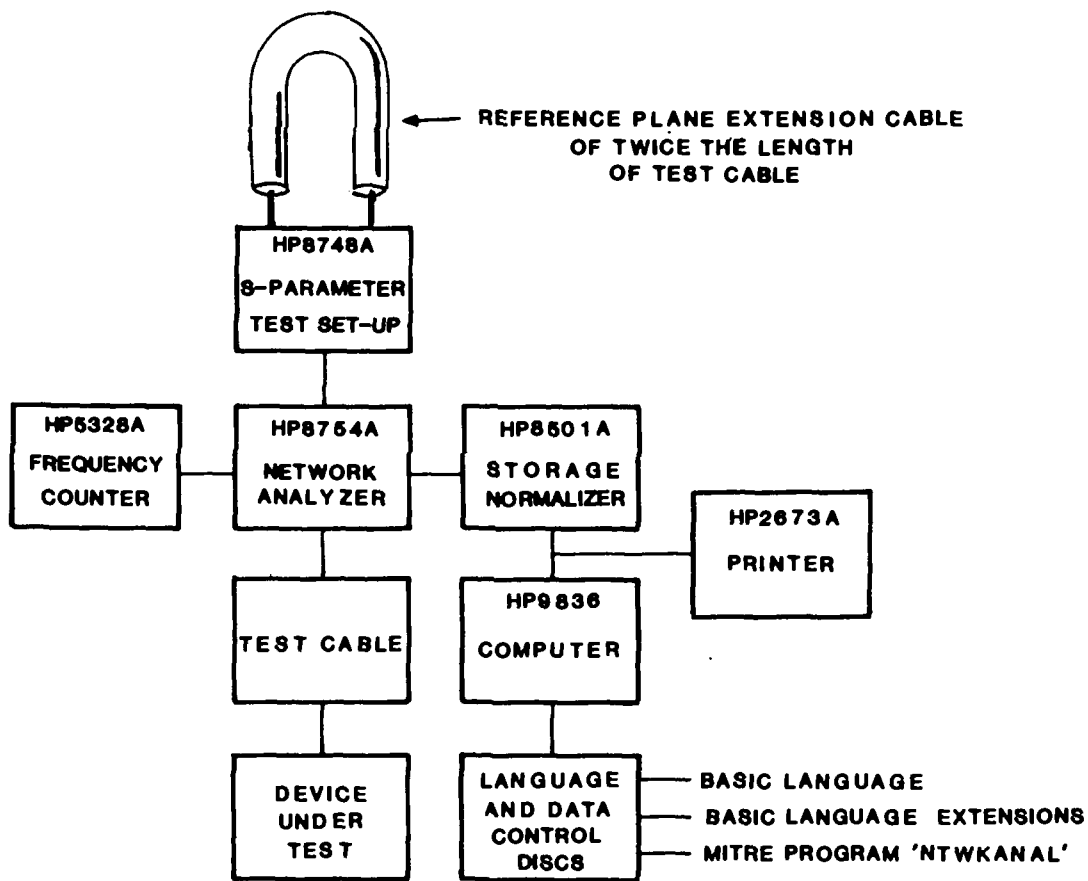 REFERENCE PLANE EXTENSION CABLE
OF TWICE THE LENGTH
OF TEST CABLE
HP8748A
S-PARAMETER
TEST SET-UP
HP5328A
FREQUENCY
COUNTER
HP8754A
NETWORK
ANALYZER
HP8501A
STORAGE
NORMALIZER
HP2673A
PRINTER
TEST CABLE
HP9836
COMPUTER
DEVICE
UNDER
TEST
LANGUAGE
AND DATA
CONTROL
DISCS
BASIC LANGUAGE
BASIC LANGUAGE EXTENSIONS
MITRE PROGRAM 'NTWKANAL'